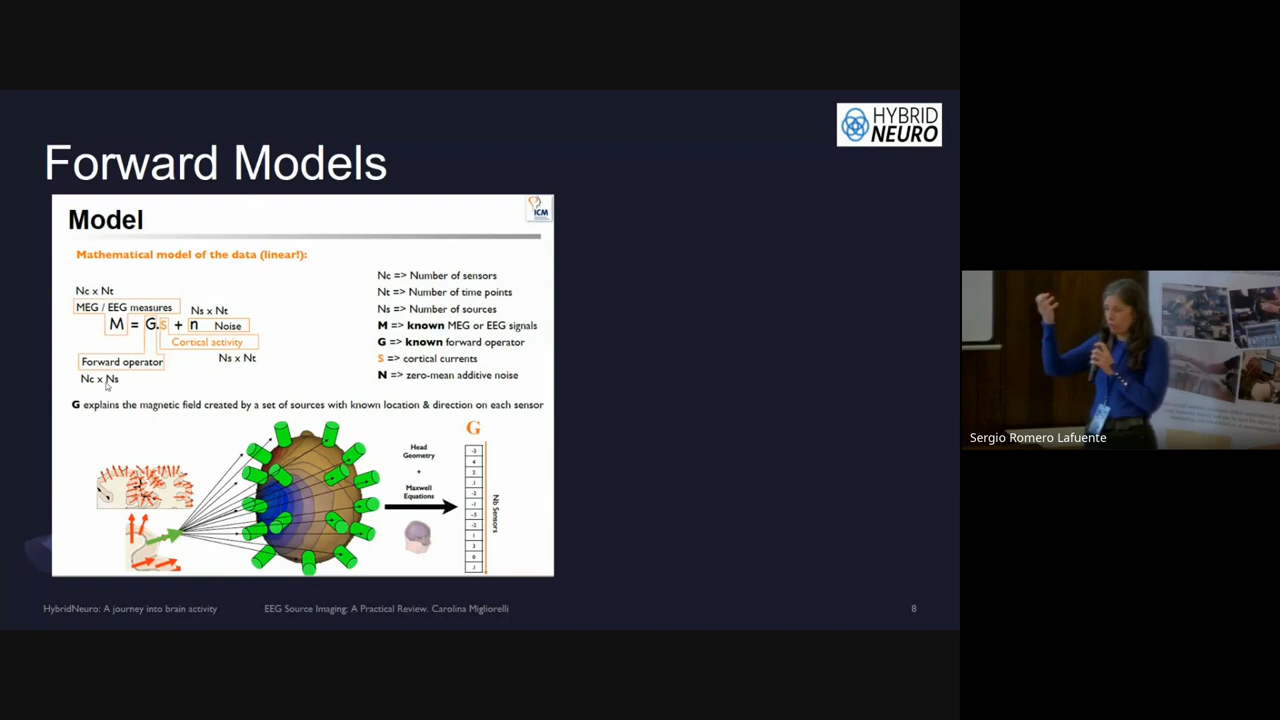 HYBRID
NEURO
Forward Models
ICM
Model
Mathematical model of the data (linear!):
Nc x Nt
MEG / EEG measures
Ns x Nt
M = G.s + n Noise
Cortical activity
Forward operator
Ns x Nt
Nc x Ns
Nc => Number of sensors
Nt => Number of time points
Ns => Number of sources
M => known MEG or EEG signals
G => known forward operator
S => cortical currents
N => zero-mean additive noise
G explains the magnetic field created by a set of sources with known location & direction on each sensor
Head
Geometry
+
Maxwell
Equations
G
Nb Sensors
HybridNeuro: A journey into brain activity
EEG Source Imaging: A Practical Review. Carolina Migliorelli
8
Sergio Romero Lafuente